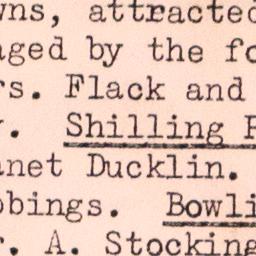 wns, attracted
aged by the fo
rs. Flack and
. Shilling
anet Ducklin.
bbings. Bowli
r. A. Stocking